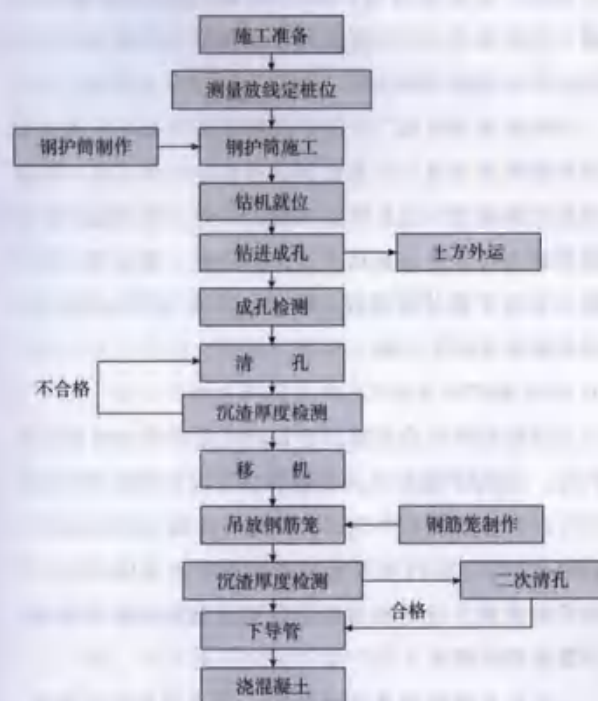 施工准备
测量放线定桩位
钢护筒制作
钢护筒施工
钻机就位
钻进成孔
土方外运
成孔检测
清 孔
不合格
沉渣厚度检测
移 机
吊放钢筋笼
钢筋笼制作
沉渣厚度检测
二次清孔
合格
下导管
浇混凝土